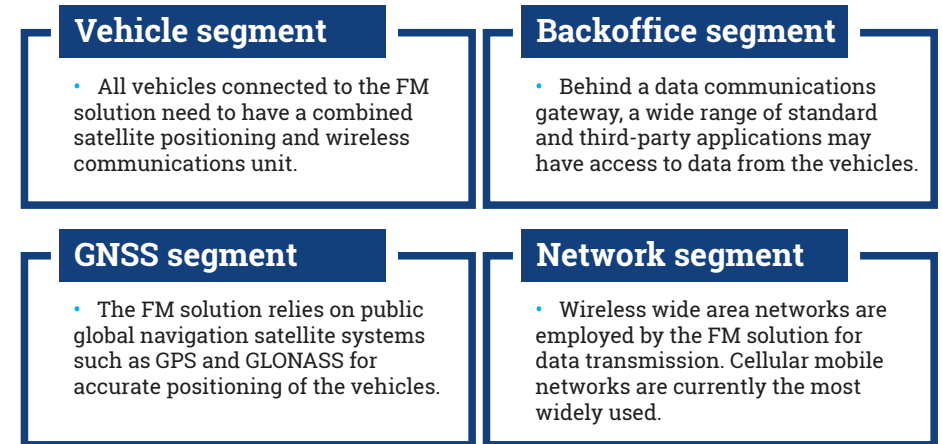 Vehicle segment
• All vehicles connected to the FM
solution need to have a combined
satellite positioning and wireless
communications unit.
Backoffice segment
• Behind a data communications
gateway, a wide range of standard
and third-party applications may
have access to data from the vehicles.
GNSS segment
• The FM solution relies on public
global navigation satellite systems
such as GPS and GLONASS for
accurate positioning of the vehicles.
Network segment
• Wireless wide area networks are
employed by the FM solution for
data transmission. Cellular mobile
networks are currently the most
widely used.